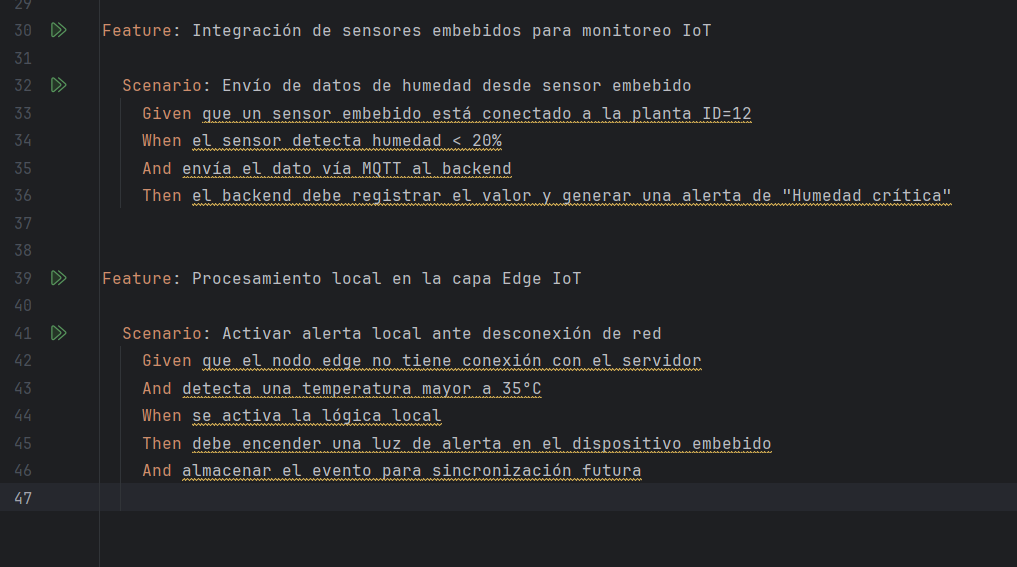 29
30 Feature: Integración de sensores embebidos para monitoreo IoT
31
32 Scenario: Envío de datos de humedad desde sensor embebido
33 Given que un sensor embebido está conectado a la planta ID=12
34 When el sensor detecta humedad < 20%
35 And envía el dato vía MQTT al backend
36 Then el backend debe registrar el valor y generar una alerta de "Humedad crítica"
37
38
39 Feature: Procesamiento local en la capa Edge IoT
40
41 Scenario: Activar alerta local ante desconexión de red
42 Given que el nodo edge no tiene conexión con el servidor
43 And detecta una temperatura mayor a 35°C
44 When se activa la lógica local
45 Then debe encender una luz de alerta en el dispositivo embebido
46 And almacenar el evento para sincronización futura
47